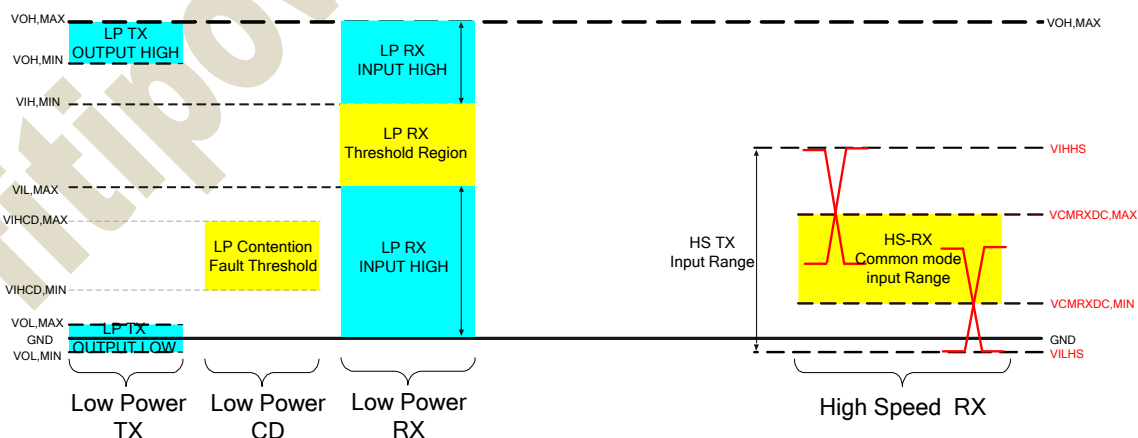 VOH,MAX
LP TX
OUTPUT HIGH
VOH,MIN
VIH,MIN
VIL,MAX
VIHCD,MAX
VIHCD,MIN
VOL,MAX
GND
VOL,MIN
LP TX
OUTPUT LOW
LP Contention
Fault Threshold
LP RX
INPUT HIGH
LP RX
Threshold Region
LP RX
INPUT HIGH
HS TX
Input Range
HS-RX
Common mode
input Range
VOH,MAX
VIHHS
VCMRXDC,MAX
VCMRXDC,MIN
GND
VILHS
Low Power
TX
Low Power
CD
Low Power
RX
High Speed RX